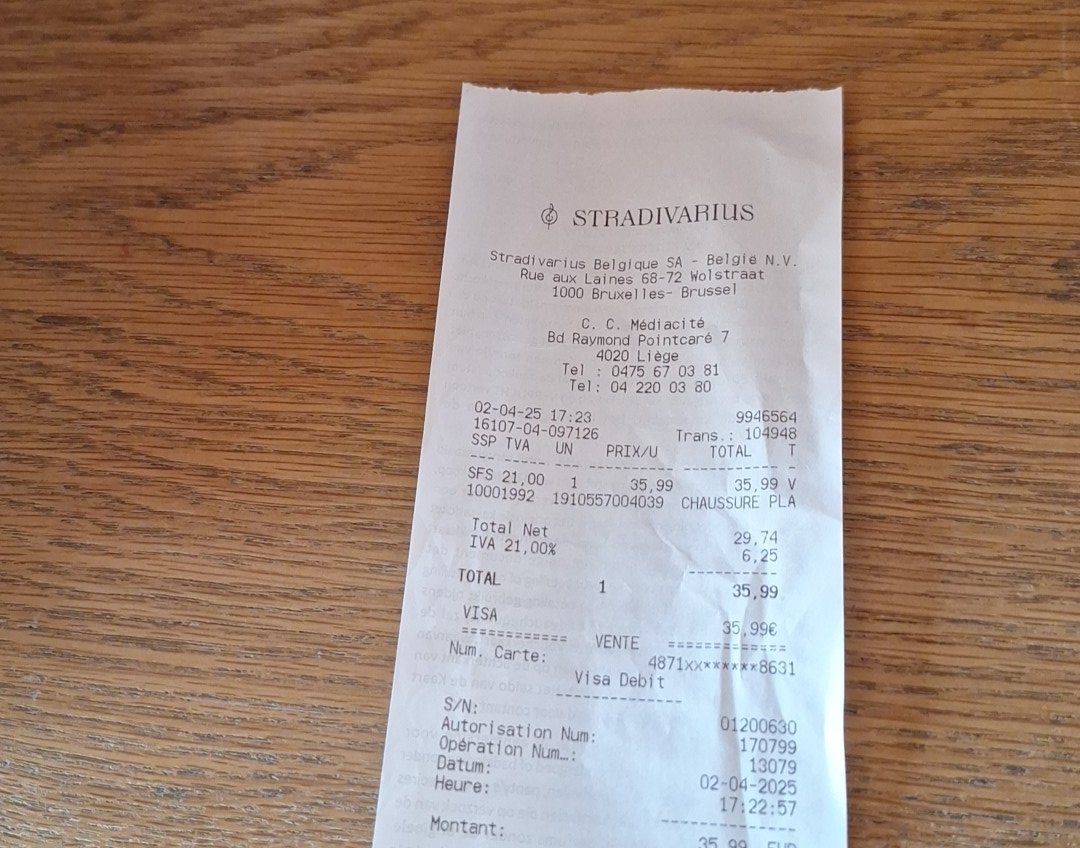 STRADIVARIUS
Stradivarius Belgique SA - België N.V.
Rue aux Laines 68-72 Wolstraat
1000 Bruxelles- Brussel
C. C. Médiacité
Bd Raymond Pointcaré 7
4020 Liège
Tel : 0475 67 03 81
Tel: 04 220 03 80
02-04-25 17:23 9946564
16107-04-097126 Trans.: 104948
SSP TVA UN PRIX/U TOTAL T
--- ----- --- ---------- ---------- -
SFS 21,00 1 35,99 35,99 V
10001992 1910557004039 CHAUSSURE PLA
Total Net 29,74
IVA 21,00% 6,25
----------
TOTAL 1 35,99
VISA 35,99€
============ VENTE ============
Num. Carte: 4871xx******8631
Visa Debit
--------------
S/N: 01200630
Autorisation Num: 170799
Opération Num…: 13079
Datum: 02-04-2025
Heure: 17:22:57
--------------
Montant: 35,99 EUR